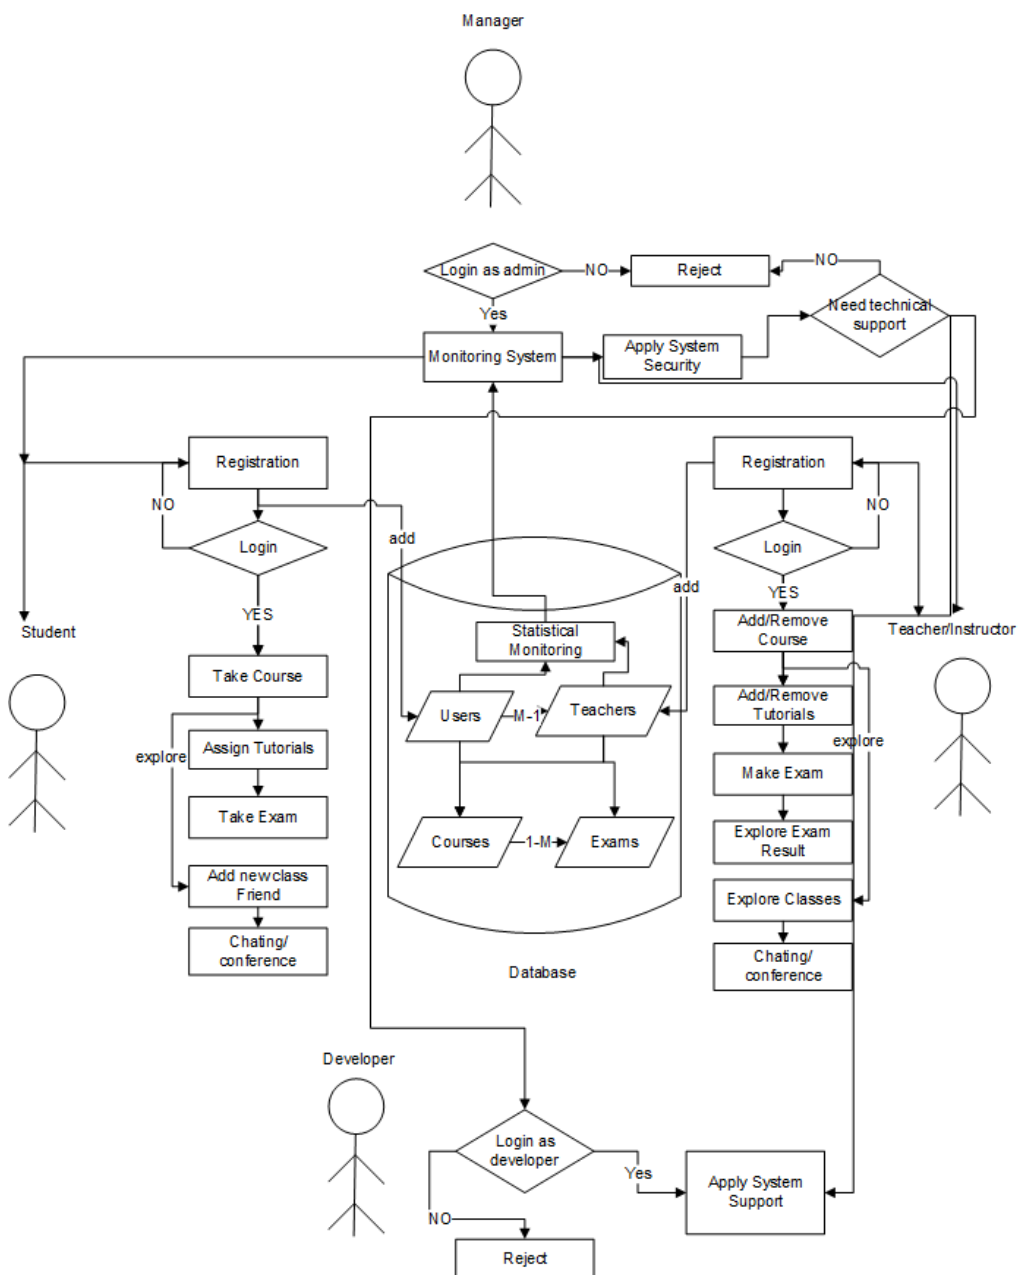 Manager
Login as admin
NO
Reject
NO
Need technical
support
Yes
Monitoring System
Apply System
Security
Registration
NO
Login
YES
Student
Take Course
explore
Assign Tutorials
Take Exam
Add new class
Friend
Chating/
conference
add
Statistical
Monitoring
Users
M-1
Teachers
Courses
1-M
Exams
Database
add
Registration
NO
Login
YES
Add/Remove
Course
Teacher/Instructor
Add/Remove
Tutorials
explore
Make Exam
Explore Exam
Result
Explore Classes
Chating/
conference
Developer
Login as
developer
Yes
Apply System
Support
NO
Reject